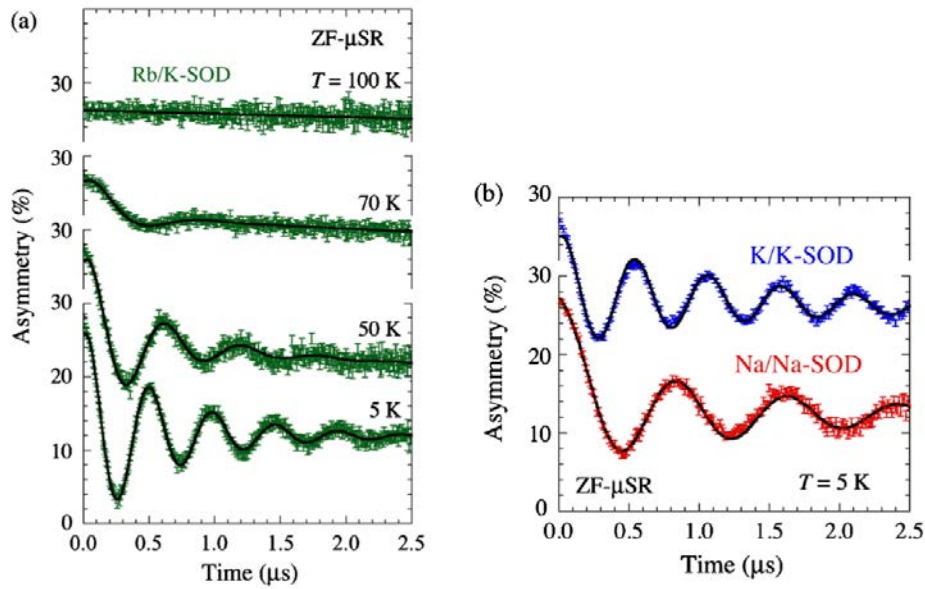 (a)
ZF-μSR
Rb/K-SOD
T = 100 K
30
30
70 K
30
30
50 K
20
5 K
10
0
Asymmetry (%)
0.0 0.5 1.0 1.5 2.0 2.5
Time (μs)
(b)
30
K/K-SOD
30
20
Na/Na-SOD
10
ZF-μSR
T = 5 K
0
Asymmetry (%)
0.0 0.5 1.0 1.5 2.0 2.5
Time (μs)